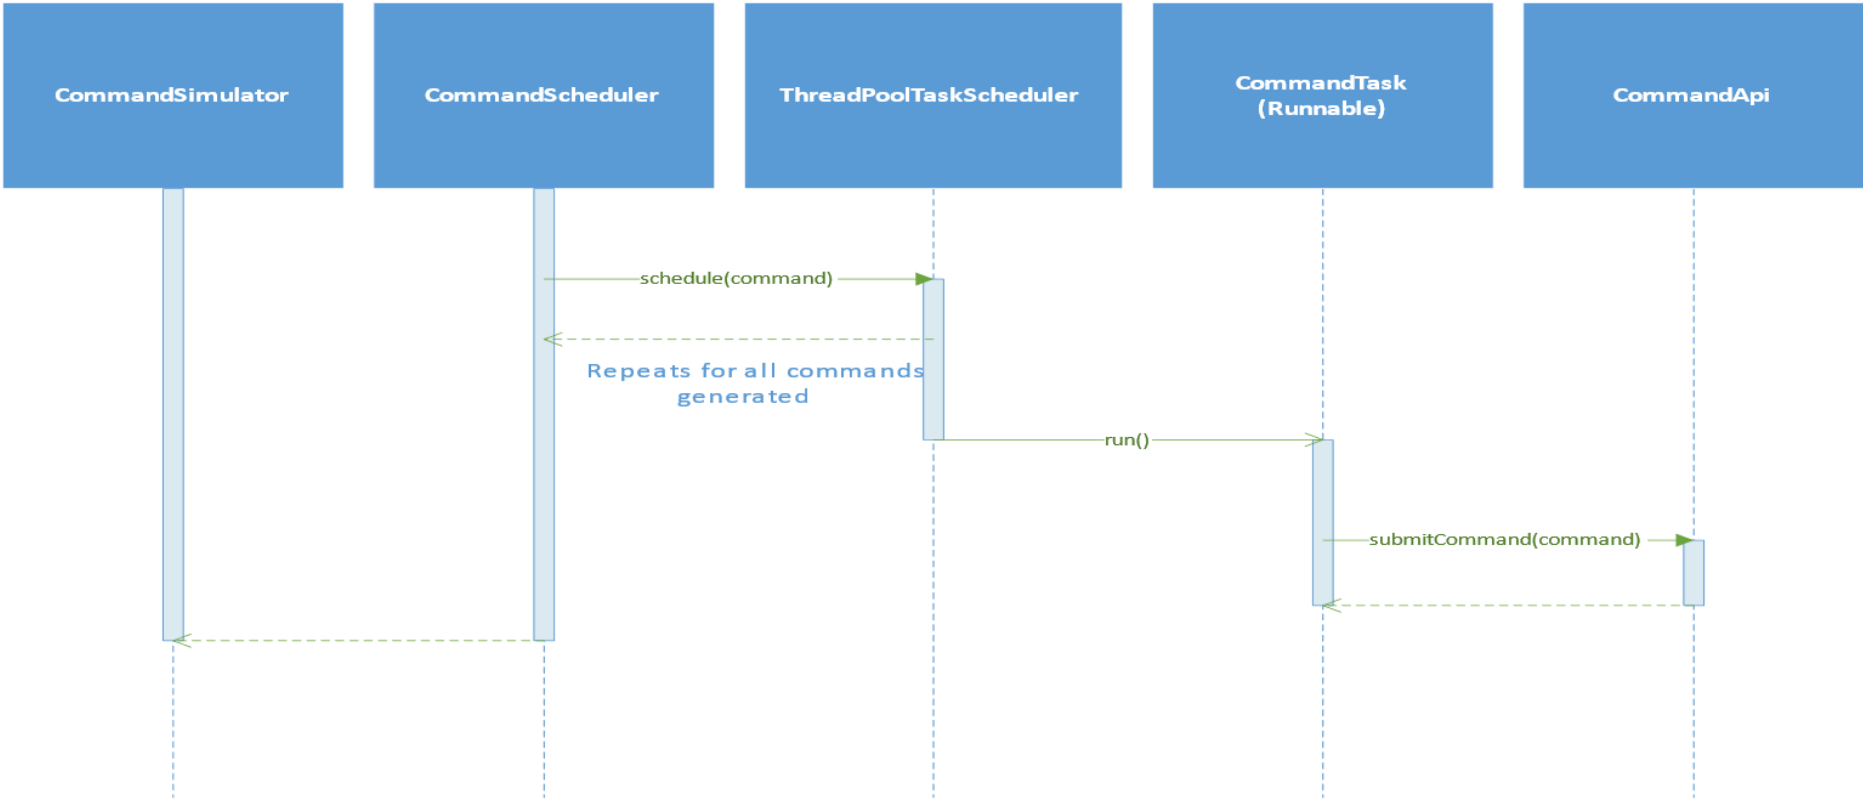 CommandSimulator
CommandScheduler
ThreadPoolTaskScheduler
CommandTask
(Runnable)
CommandApi
schedule(command)
Repeats for all commands
generated
run()
submitCommand(command)